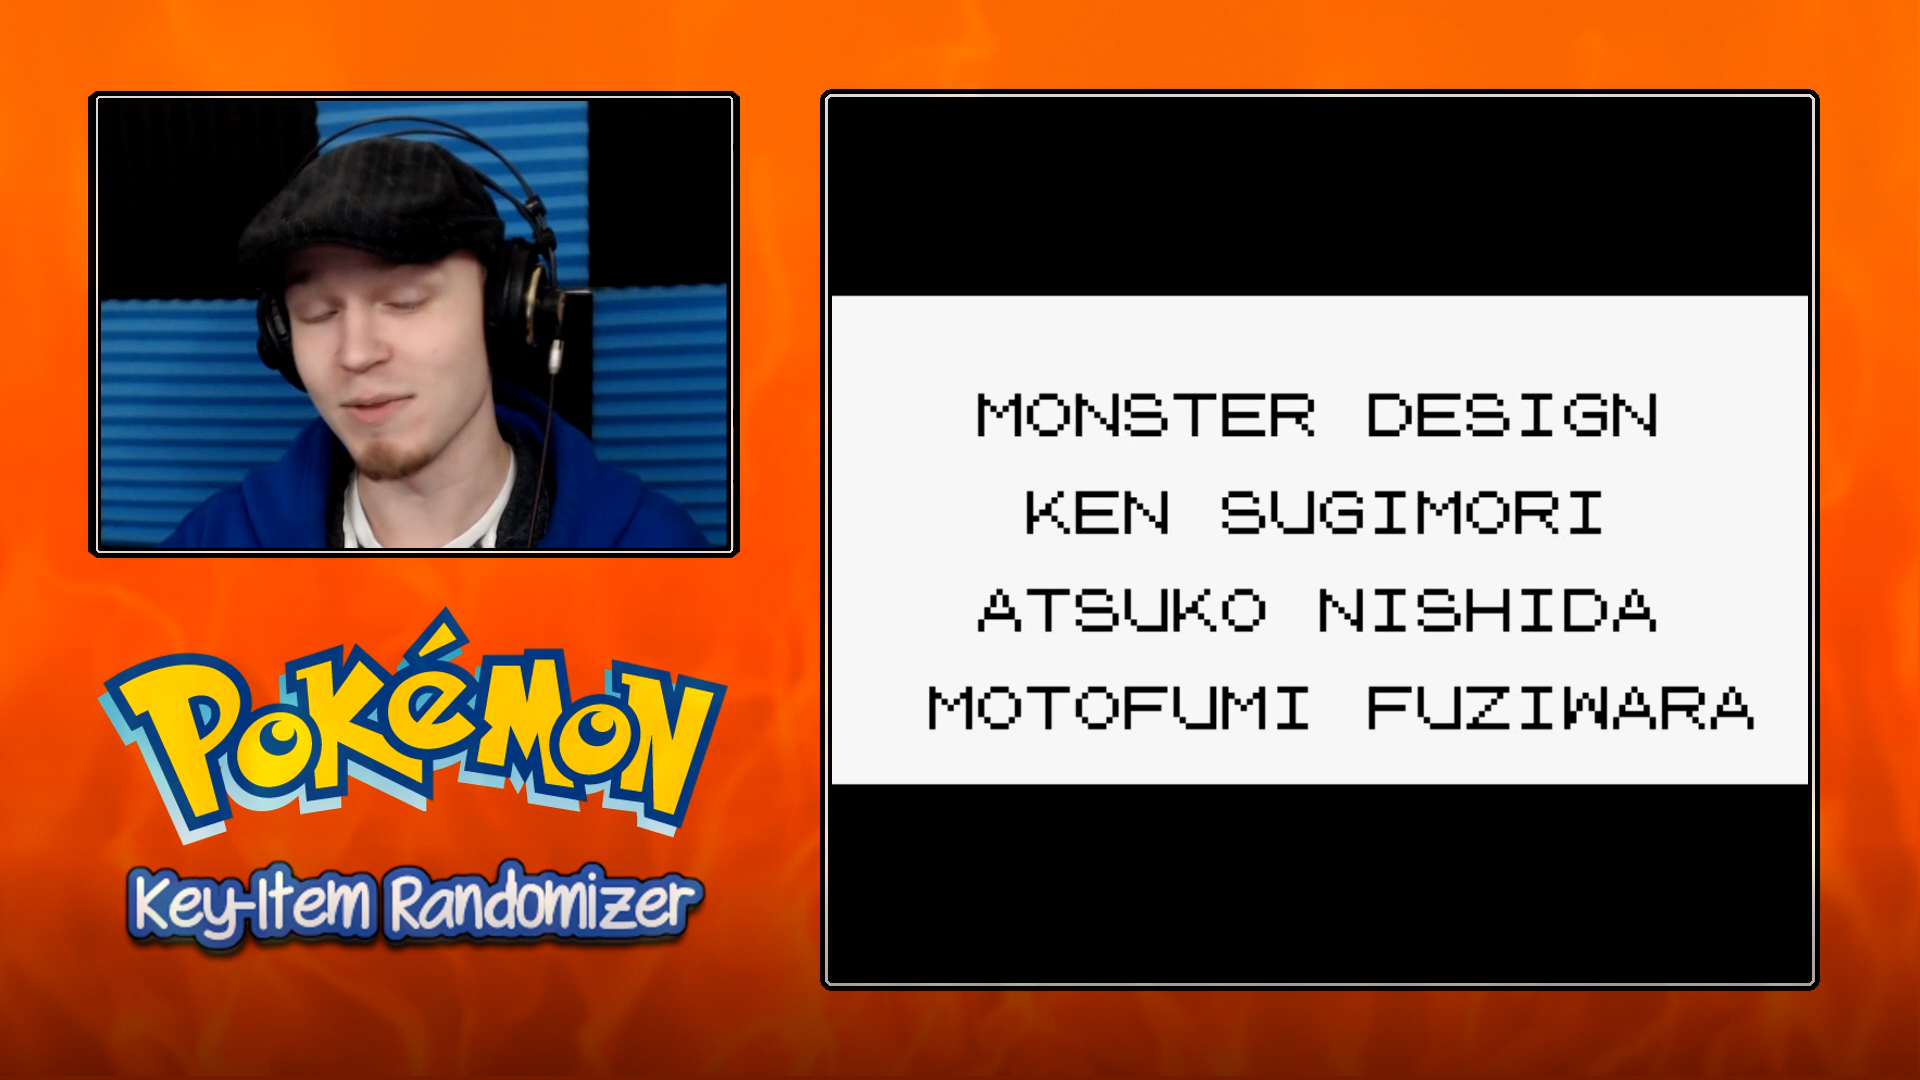 POKéMON
Key-Item Randomizer
MONSTER DESIGN
KEN SUGIMORI
ATSUKO NISHIDA
MOTOFUMI FUZIWARA